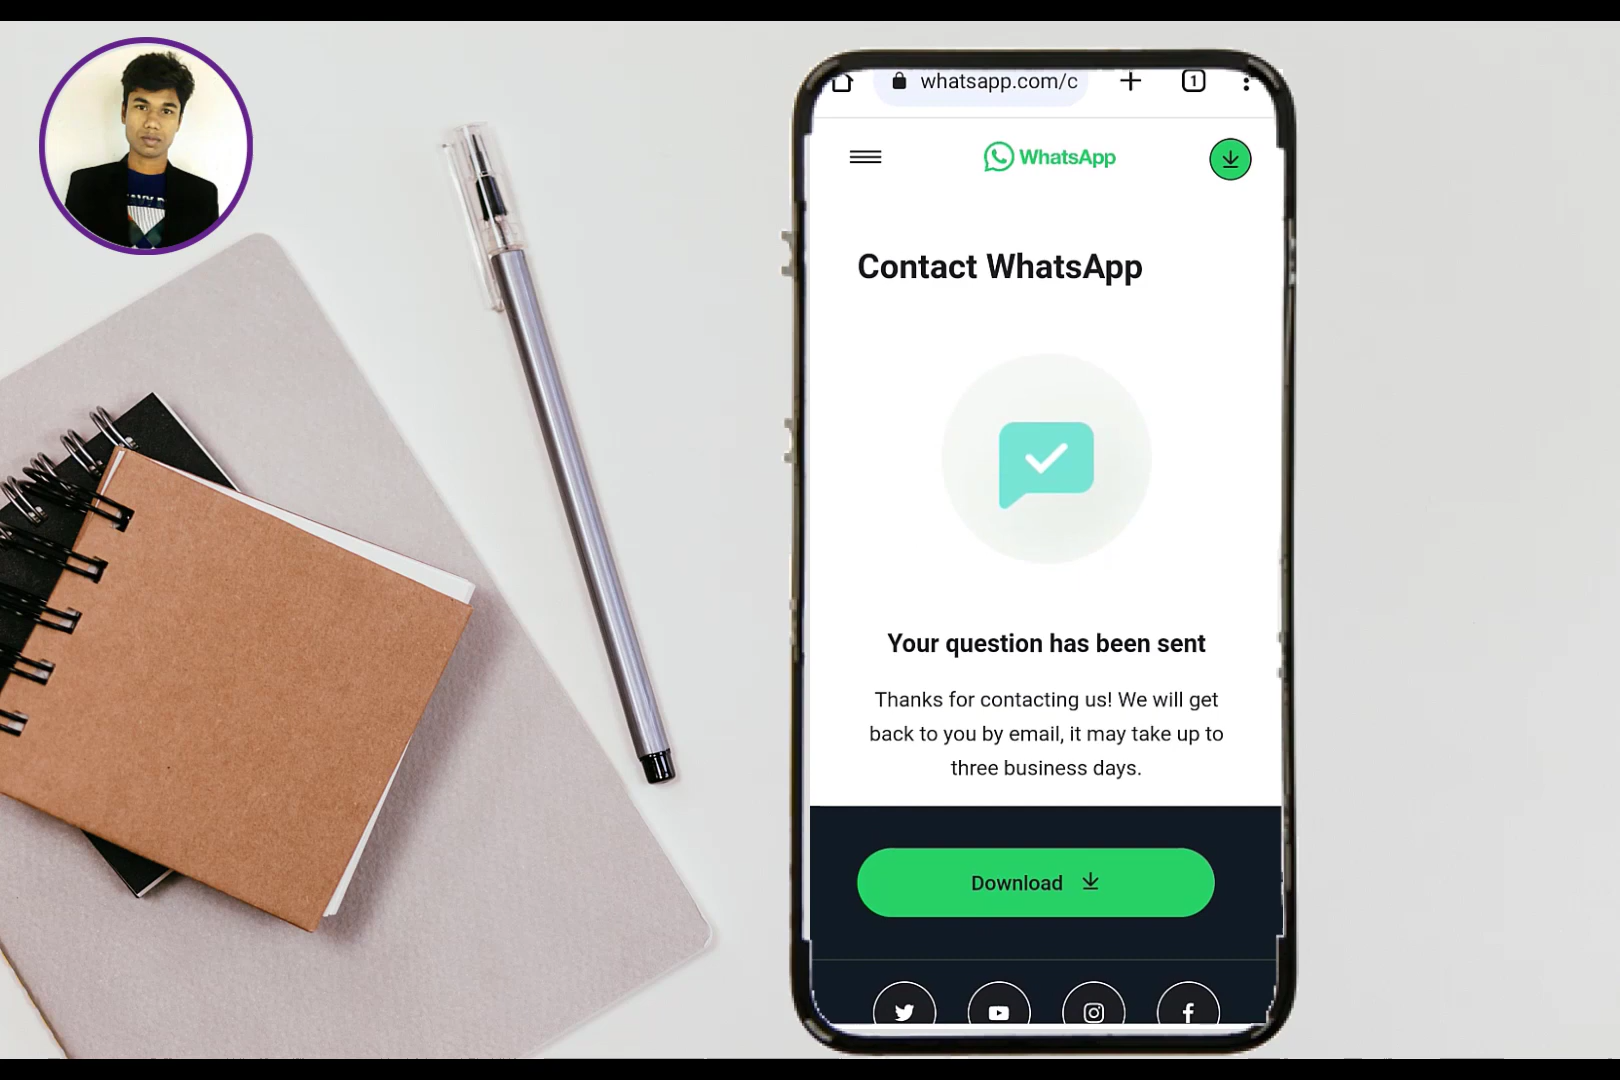 whatsapp.com/c
1
WhatsApp
Contact WhatsApp
Your question has been sent
Thanks for contacting us! We will get
back to you by email, it may take up to
three business days.
Download